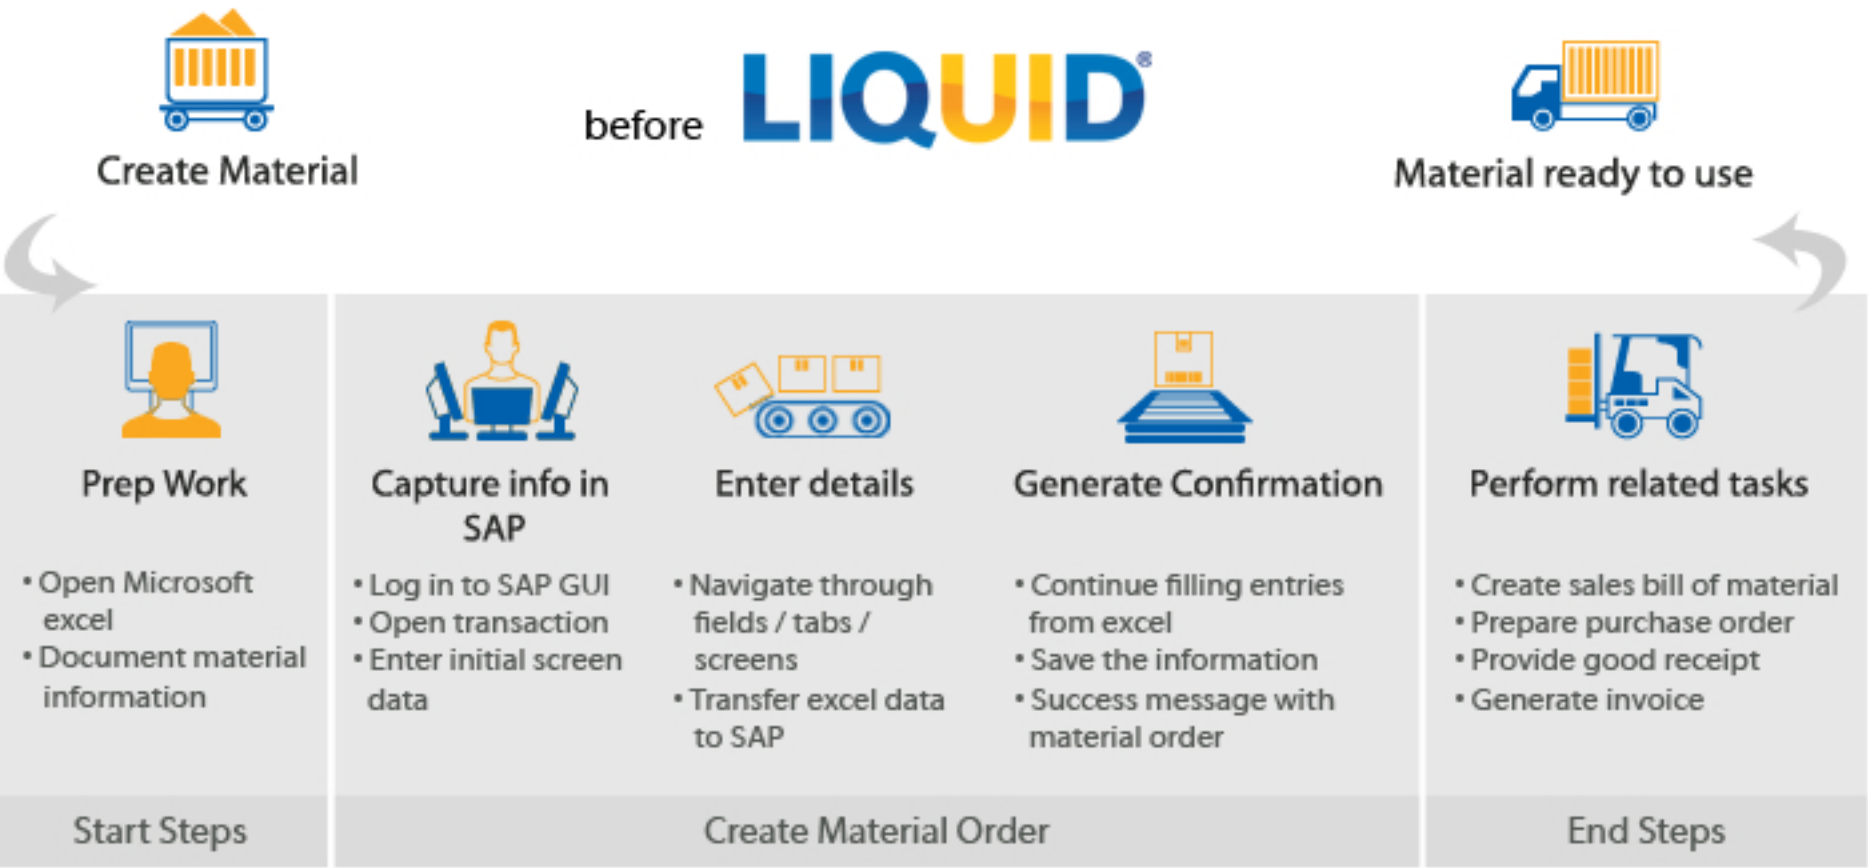 Create Material
before LIQUID®
Material ready to use
Prep Work
• Open Microsoft
excel
• Document material
information
Capture info in
SAP
• Log in to SAP GUI
• Open transaction
• Enter initial screen
data
Enter details
• Navigate through
fields / tabs /
screens
• Transfer excel data
to SAP
Generate Confirmation
• Continue filling entries
from excel
• Save the information
• Success message with
material order
Perform related tasks
• Create sales bill of material
• Prepare purchase order
• Provide good receipt
• Generate invoice
Start Steps
Create Material Order
End Steps